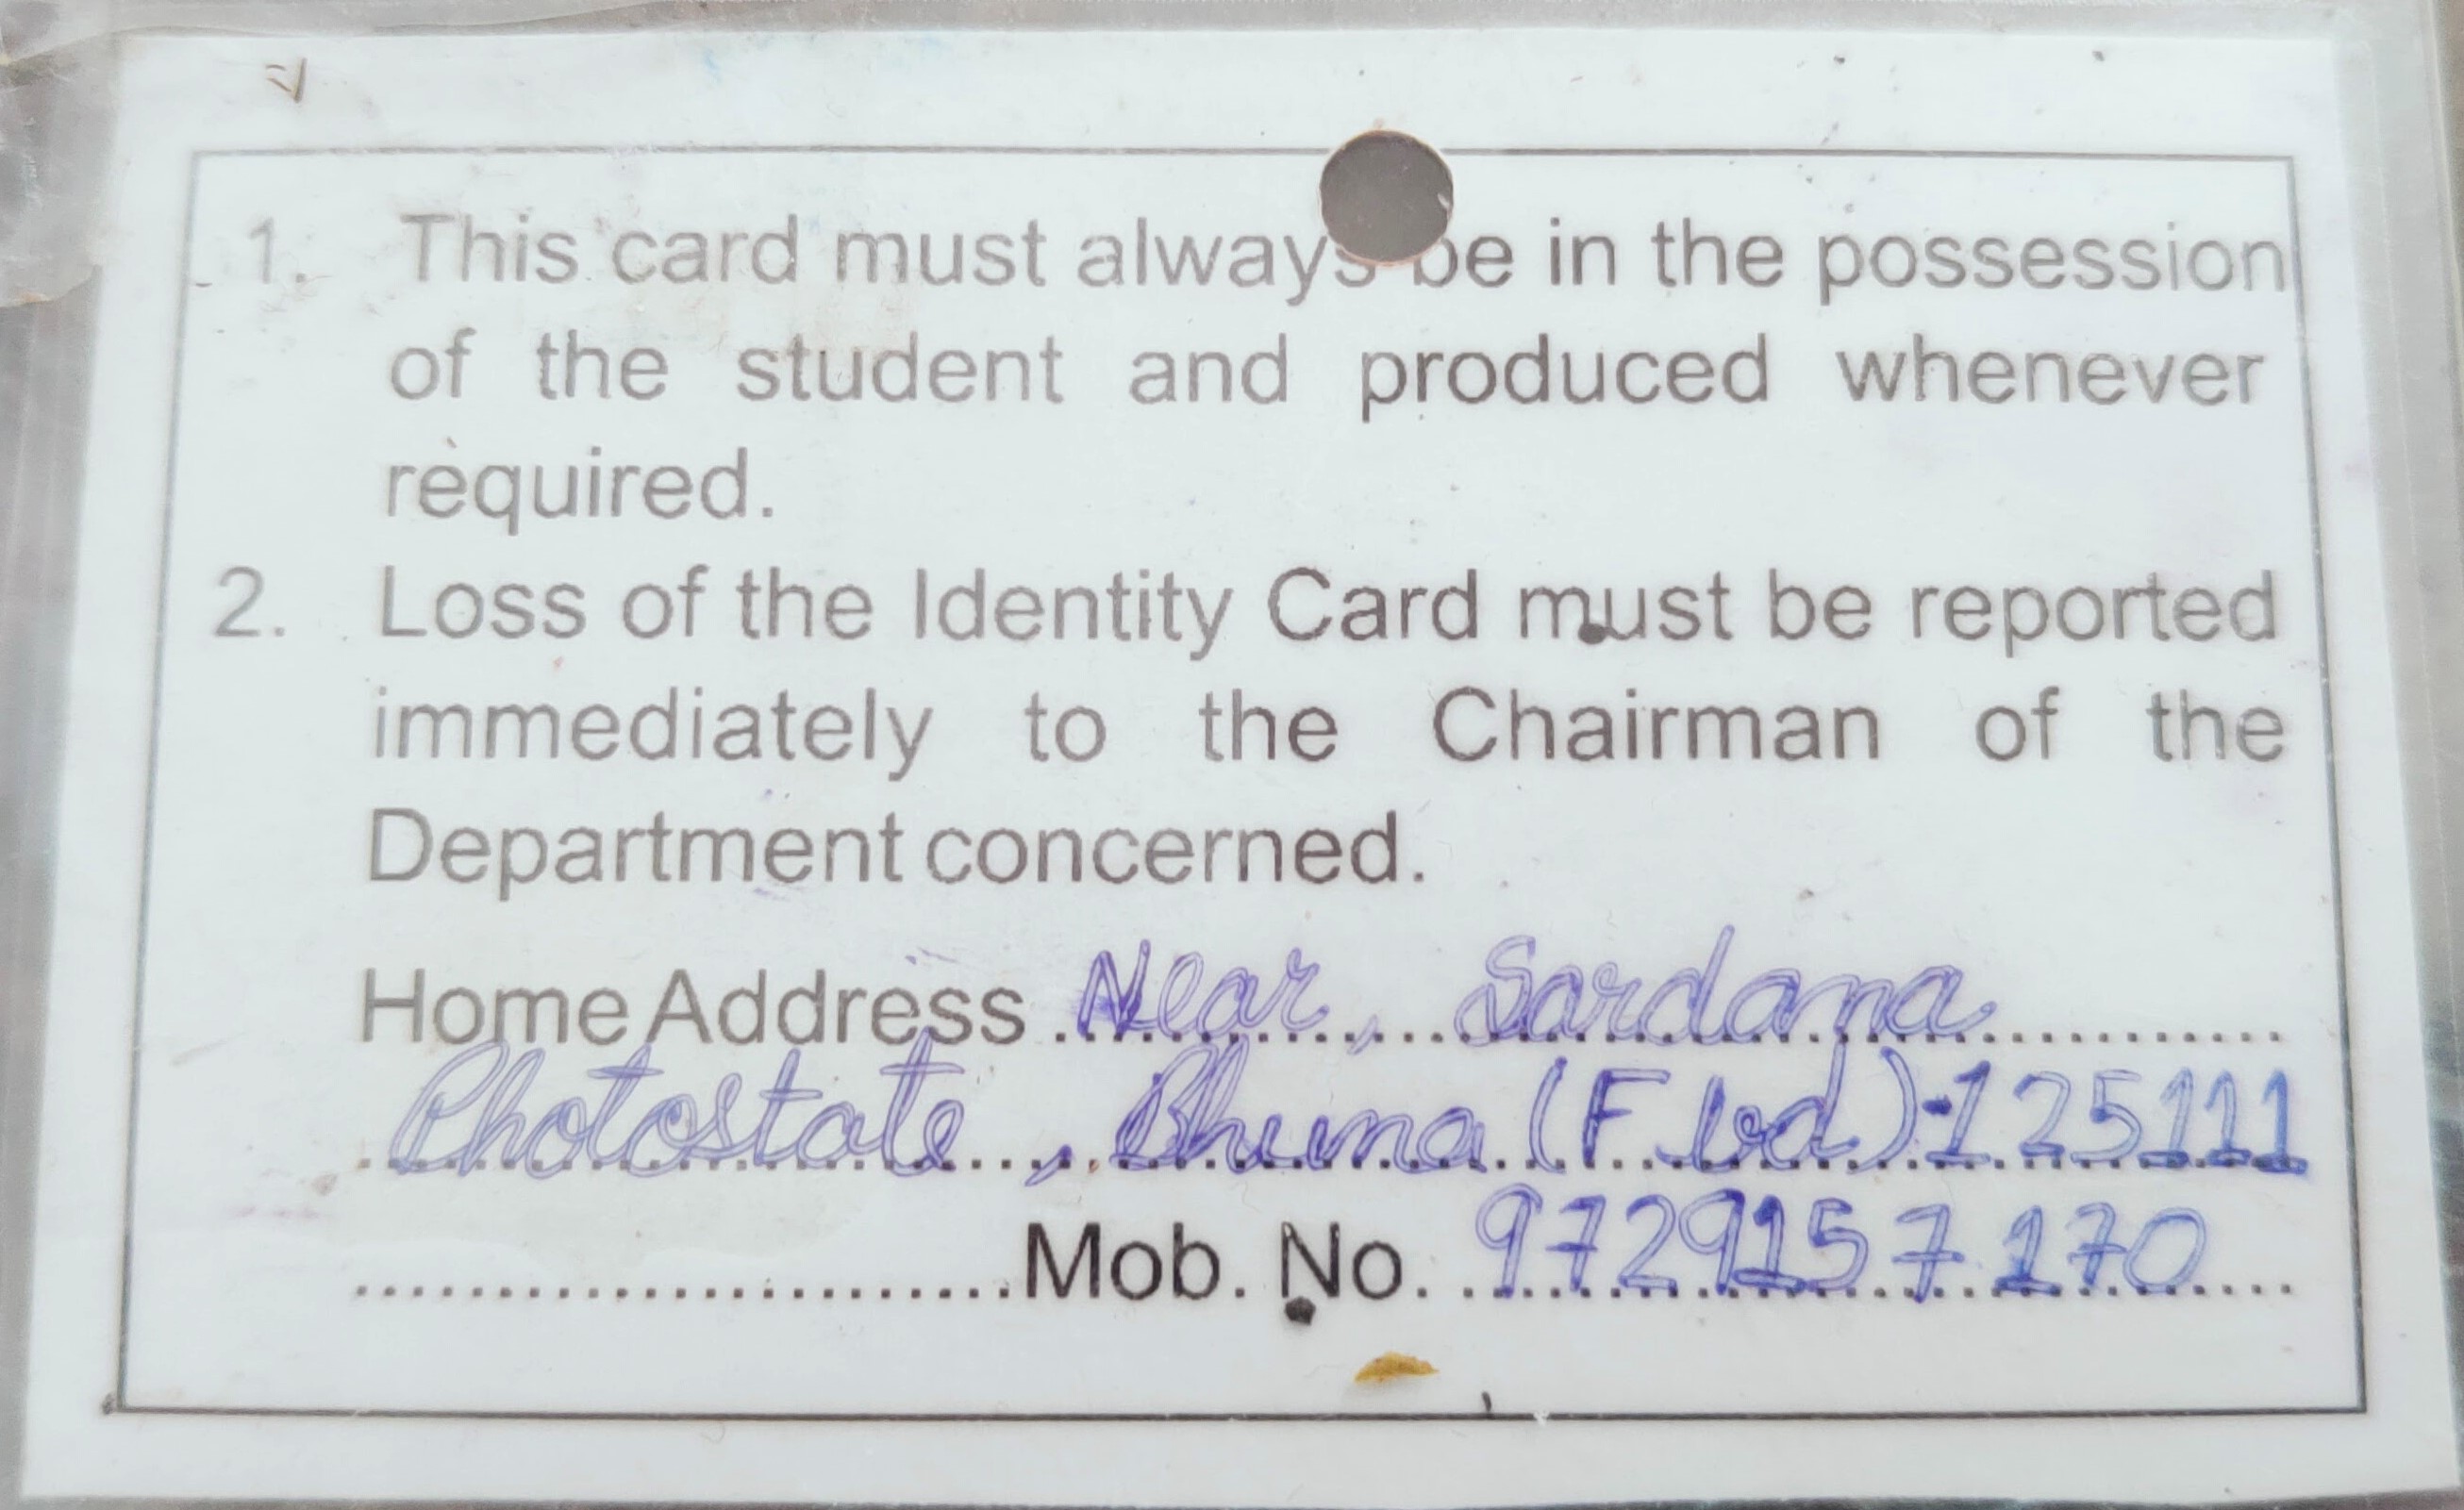 1. This card must always be in the possession
of the student and produced whenever
required.
2. Loss of the Identity Card must be reported
immediately to the Chairman of the
Department concerned.
Home Address Near, Sardana
Photostate, Bhuna (F.bd)-125111
Mob. No. 9729157170